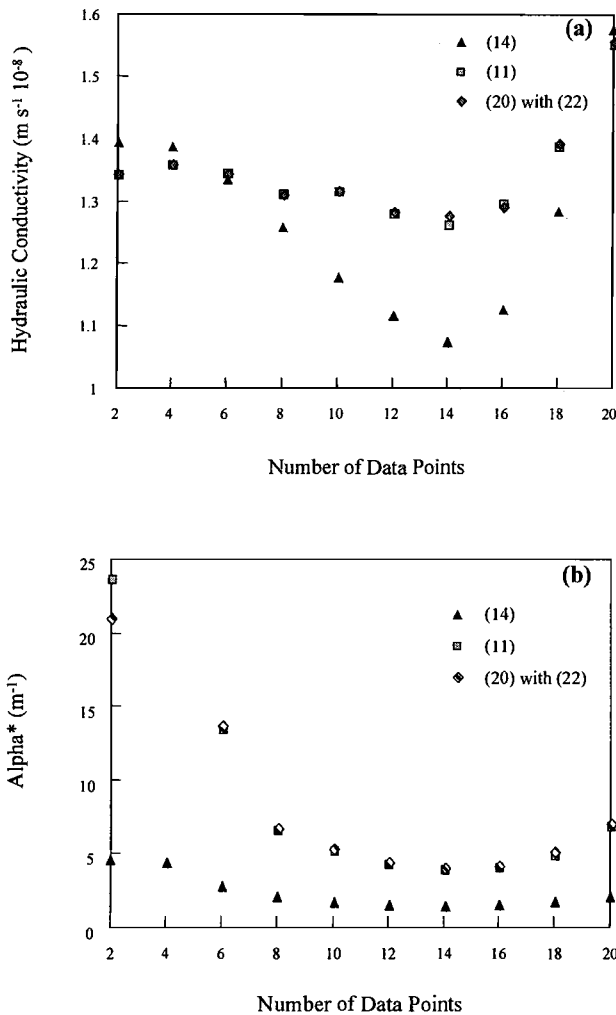 (a)
Hydraulic Conductivity (m s⁻¹ 10⁻⁸)
1.6
1.5
1.4
1.3
1.2
1.1
1
(14)
(11)
(20) with (22)
2 4 6 8 10 12 14 16 18 20
Number of Data Points
(b)
Alpha* (m⁻¹)
25
20
15
10
5
0
(14)
(11)
(20) with (22)
2 4 6 8 10 12 14 16 18 20
Number of Data Points